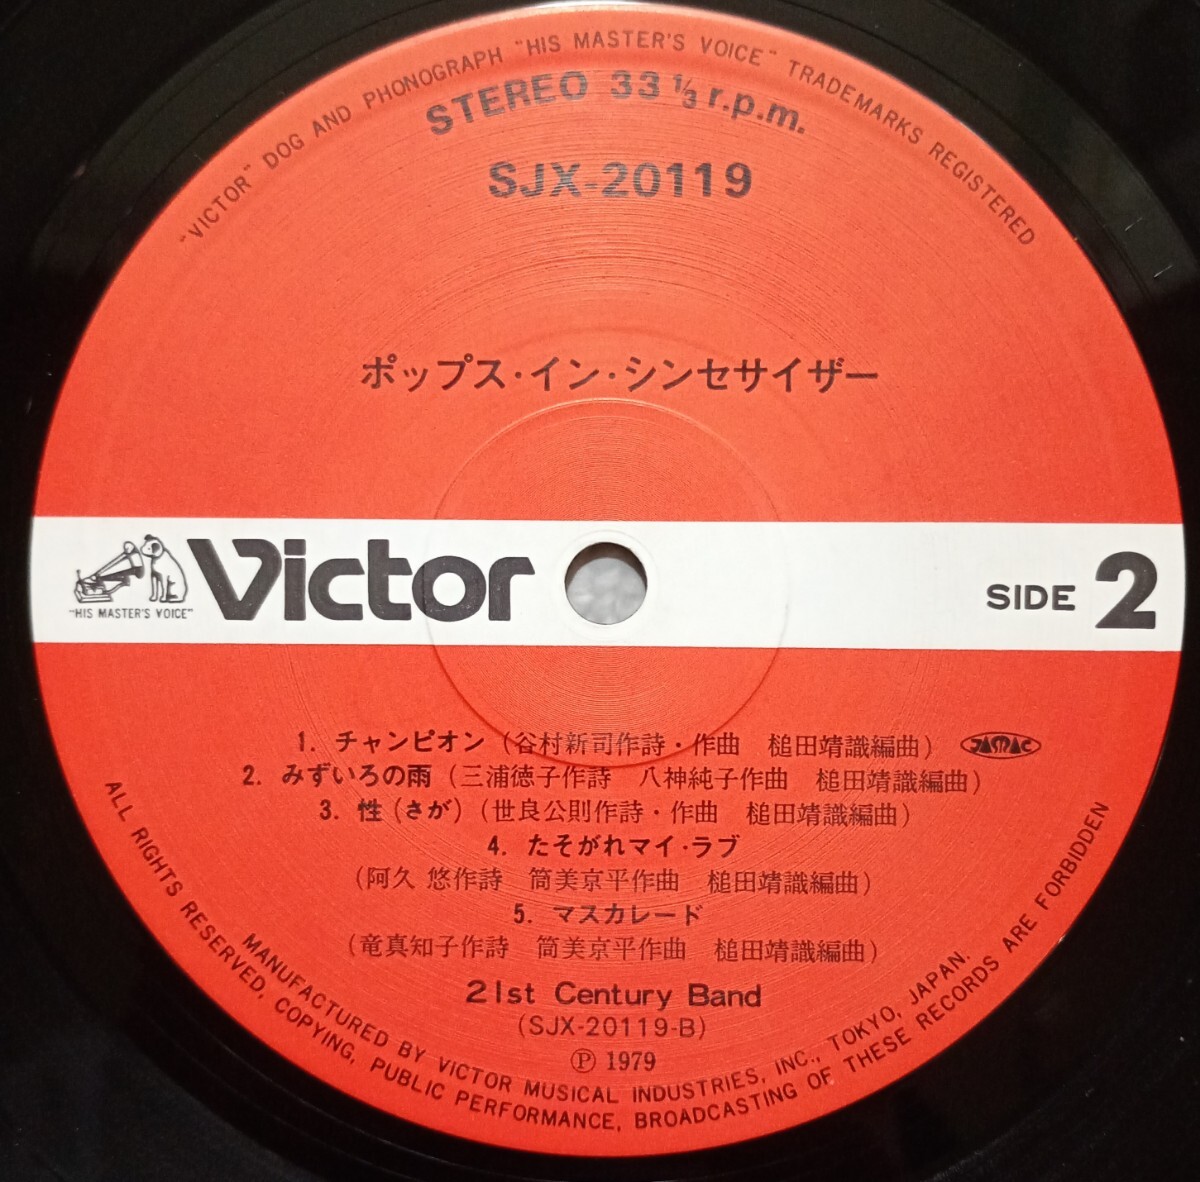 "VICTOR" DOG AND PHONOGRAPH "HIS MASTER'S VOICE" TRADEMARKS REGISTERED
STEREO 33 1/3 r.p.m.
SJX-20119
ポップス・イン・シンセサイザー
"HIS MASTER'S VOICE"
Victor
SIDE 2
1. チャンピオン (谷村新司作詩・作曲 槌田靖識編曲) JASRAC
2. みずいろの雨 (三浦徳子作詩 八神純子作曲 槌田靖識編曲)
3. 性 (さが) (世良公則作詩・作曲 槌田靖識編曲)
4. たそがれマイ・ラブ
(阿久 悠作詩 筒美京平作曲 槌田靖識編曲)
5. マスカレード
(竜真知子作詩 筒美京平作曲 槌田靖識編曲)
21st Century Band
(SJX-20119-B)
Ⓟ 1979
MANUFACTURED BY VICTOR MUSICAL INDUSTRIES, INC., TOKYO, JAPAN.
ALL RIGHTS RESERVED, COPYING, PUBLIC PERFORMANCE, BROADCASTING OF THESE RECORDS ARE FORBIDDEN